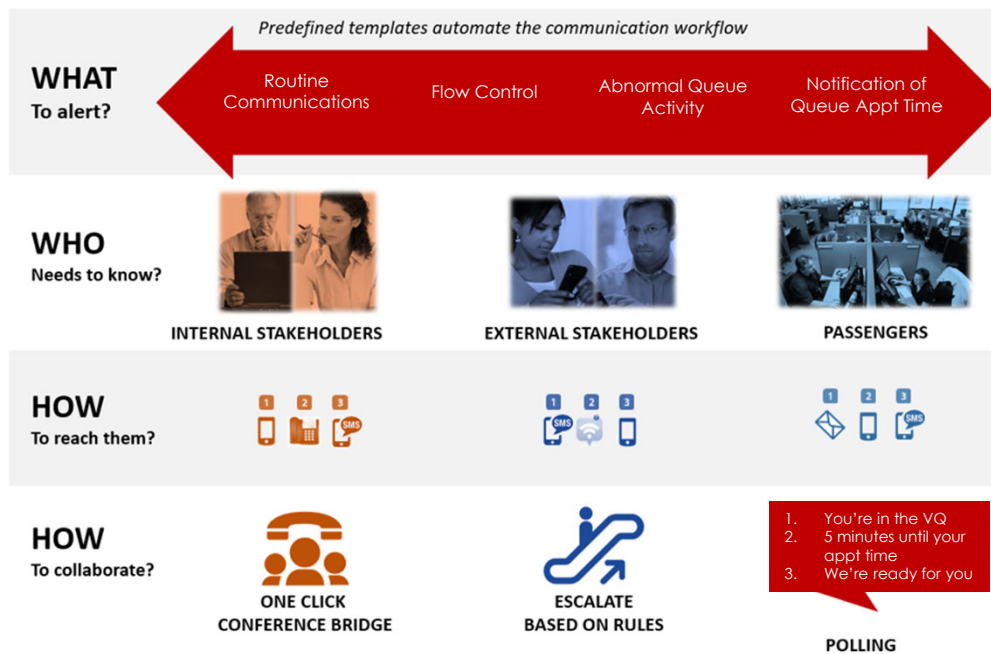 Predefined templates automate the communication workflow
WHAT
To alert?
Routine
Communications
Flow Control
Abnormal Queue
Activity
Notification of
Queue Appt Time
WHO
Needs to know?
INTERNAL STAKEHOLDERS
EXTERNAL STAKEHOLDERS
PASSENGERS
HOW
To reach them?
1 2 3
SMS
1 2 3
SMS
1 2 3
SMS
HOW
To collaborate?
ONE CLICK
CONFERENCE BRIDGE
ESCALATE
BASED ON RULES
1. You're in the VQ
2. 5 minutes until your
appt time
3. We're ready for you
POLLING